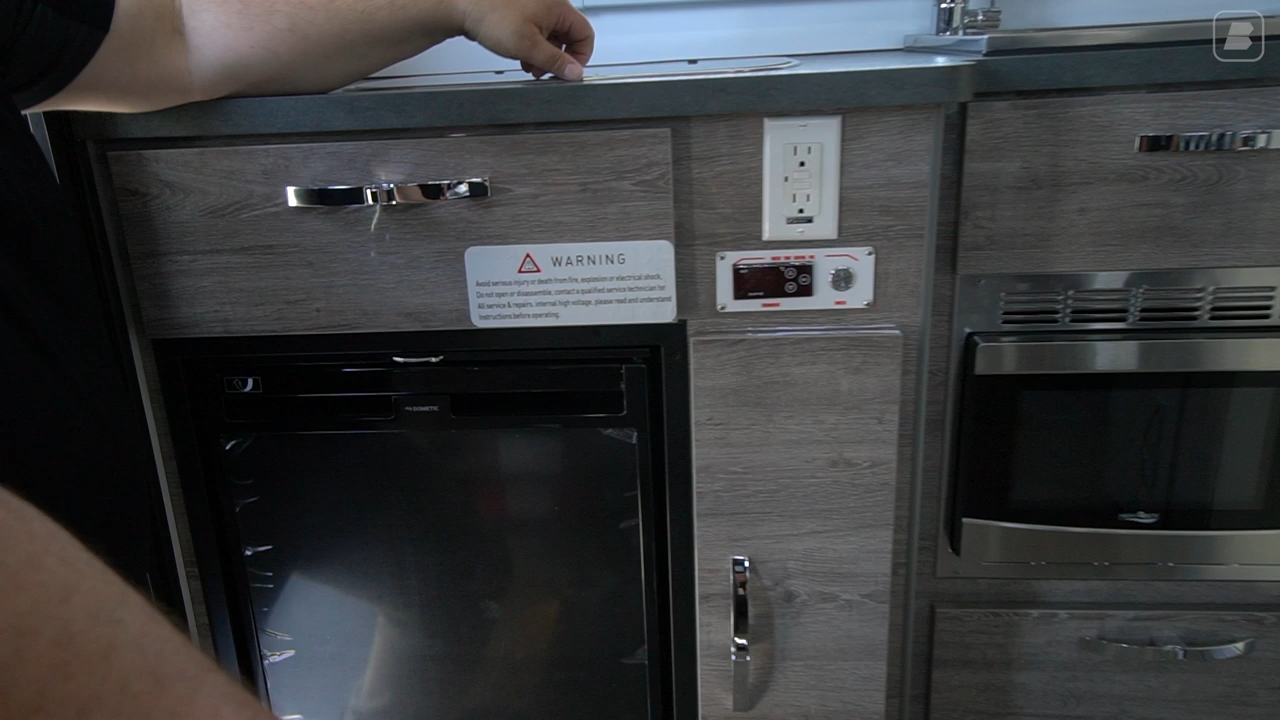 WARNING
Avoid serious injury or death from fire, explosion or electrical shock,
Do not open or disassemble, contact a qualified service technician for
All service & repairs, internal high voltage, please read and understand
Instructions before operating.
DOMETIC